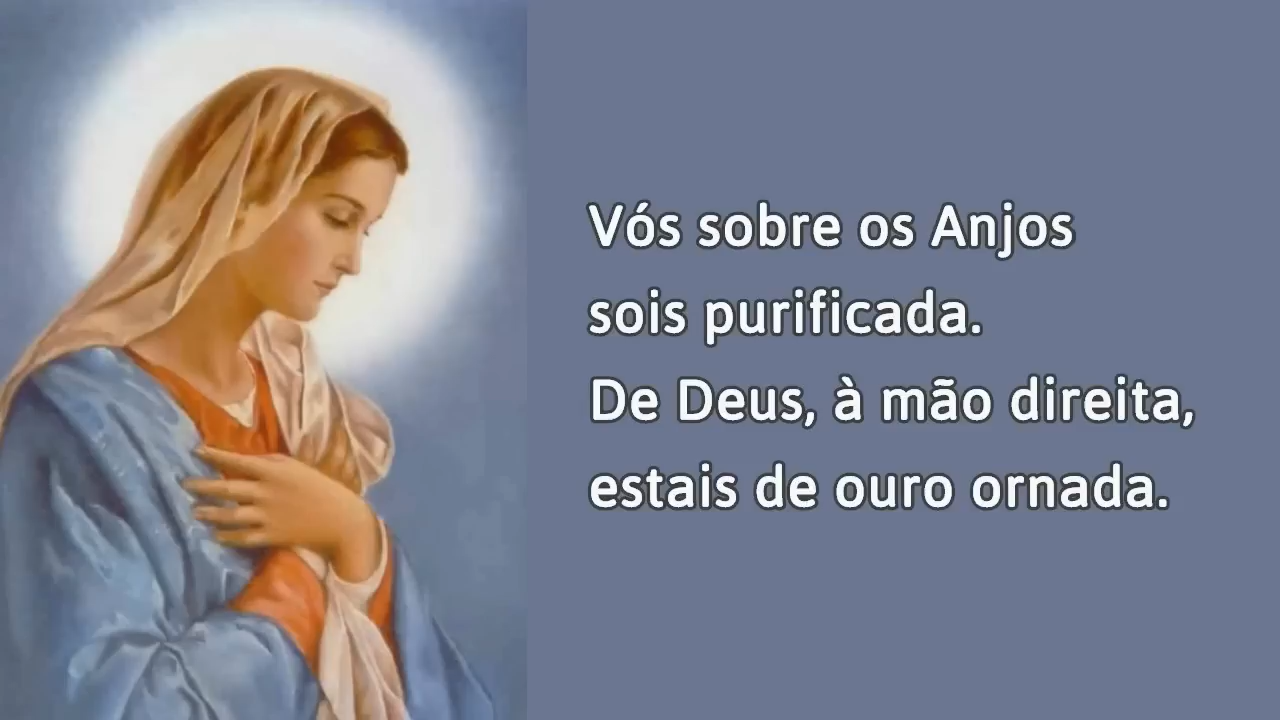 Vós sobre os Anjos
sois purificada.
De Deus, à mão direita,
estais de ouro ornada.